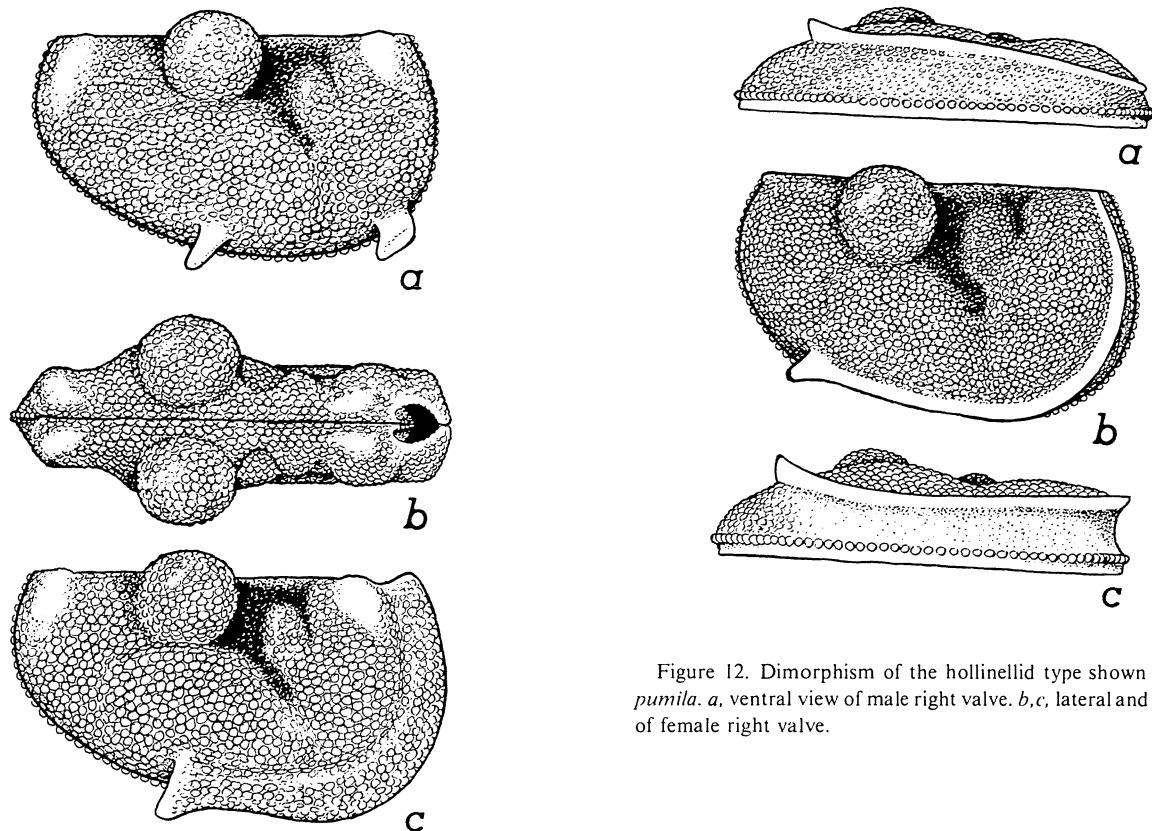 a
b
c
a
b
c
Figure 12. Dimorphism of the hollinellid type shown
pumila. a, ventral view of male right valve. b,c, lateral and
of female right valve.